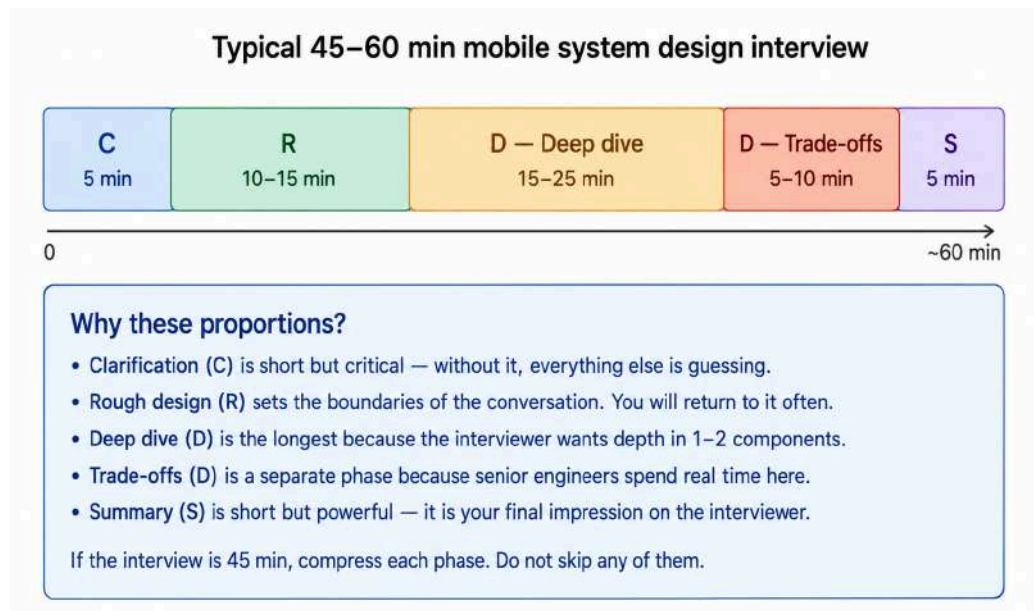 Typical 45–60 min mobile system design interview
C
5 min
R
10–15 min
D — Deep dive
15–25 min
D — Trade-offs
5–10 min
S
5 min
0
~60 min
Why these proportions?
• Clarification (C) is short but critical — without it, everything else is guessing.
• Rough design (R) sets the boundaries of the conversation. You will return to it often.
• Deep dive (D) is the longest because the interviewer wants depth in 1–2 components.
• Trade-offs (D) is a separate phase because senior engineers spend real time here.
• Summary (S) is short but powerful — it is your final impression on the interviewer.
If the interview is 45 min, compress each phase. Do not skip any of them.